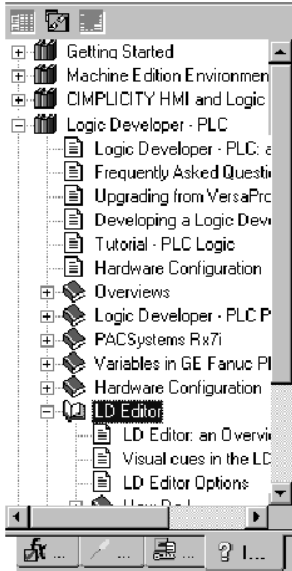 Getting Started
Machine Edition Environmen
CIMPLICITY HMI and Logic
Logic Developer - PLC
Logic Developer - PLC: a
Frequently Asked Questi
Upgrading from VersaPro
Developing a Logic Deve
Tutorial - PLC Logic
Hardware Configuration
Overviews
Logic Developer - PLC P
PACSystems Rx7i
Variables in GE Fanuc Pl
Hardware Configuration
LD Editor
LD Editor: an Overvi
Visual cues in the LD
LD Editor Options
How Do I
... ... ... I...